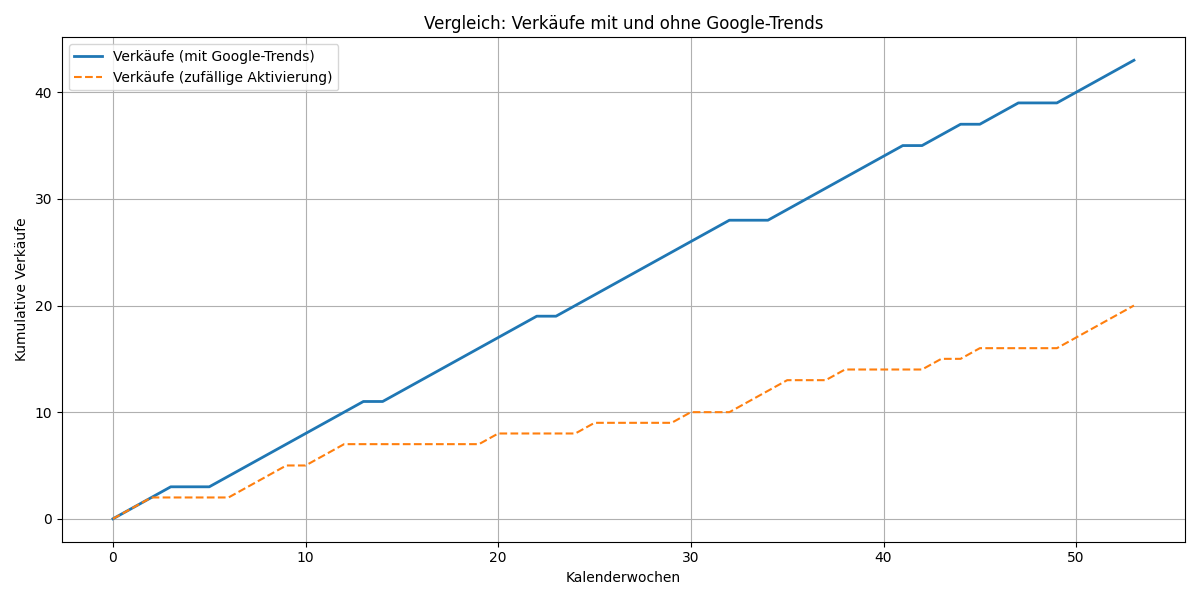 Vergleich: Verkäufe mit und ohne Google-Trends
Verkäufe (mit Google-Trends)
Verkäufe (zufällige Aktivierung)
Kumulative Verkäufe
40
30
20
10
0
0 10 20 30 40 50
Kalenderwochen